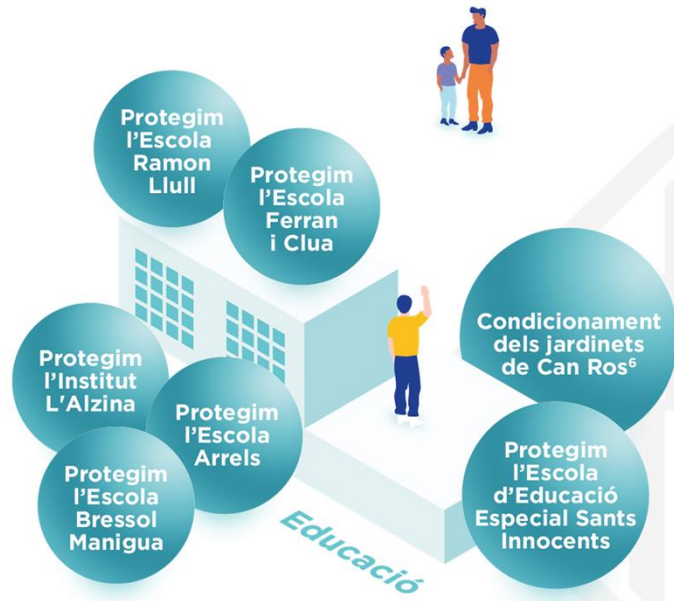 Protegim
l'Escola
Ramon
Llull
Protegim
l'Escola
Ferran
i Clua
Condicionament
dels jardinets
de Can Ros⁶
Protegim
l'Institut
L'Alzina
Protegim
l'Escola
Arrels
Protegim
l'Escola
Bressol
Manigua
Protegim
l'Escola
d'Educació
Especial Sants
Innocents
Educació